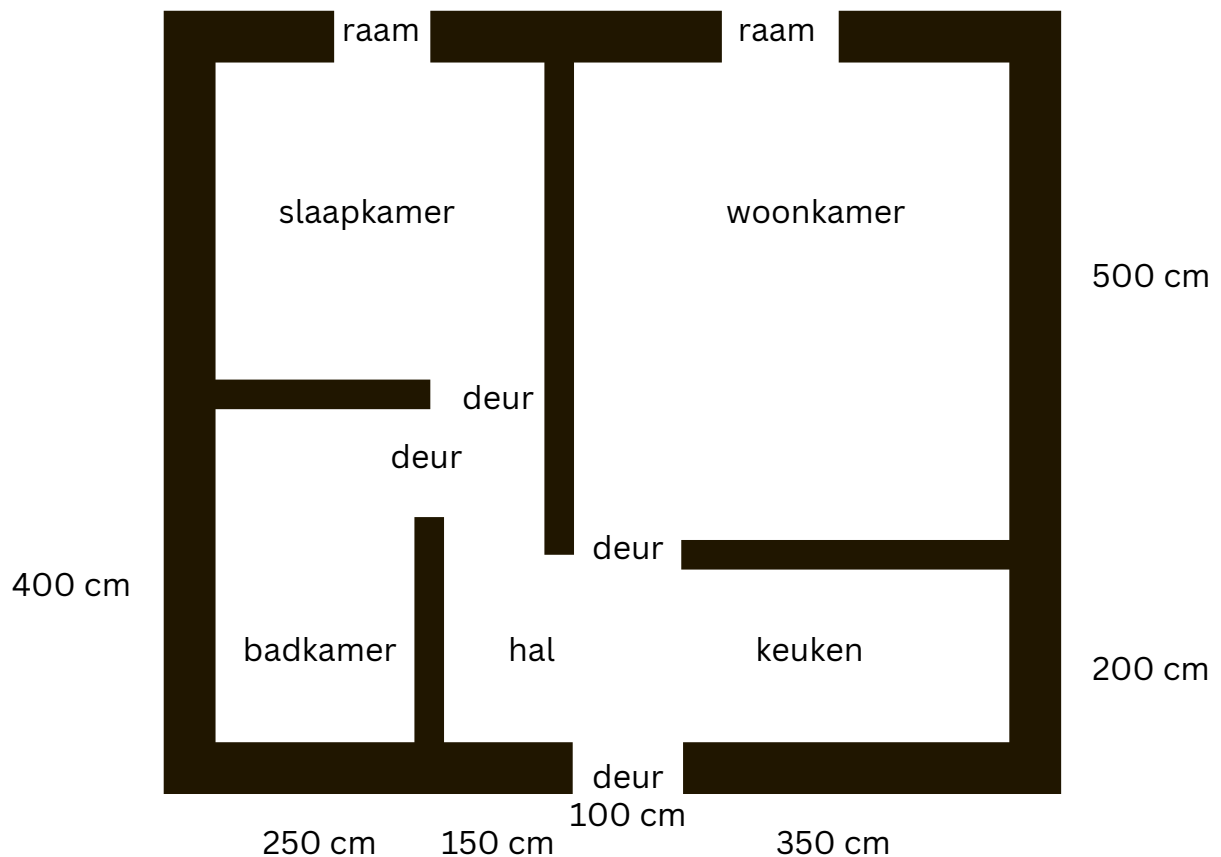 raam
raam
slaapkamer
woonkamer
500 cm
deur
deur
deur
400 cm
badkamer
hal
keuken
200 cm
deur
100 cm
250 cm
150 cm
350 cm